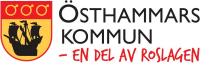 ÖSTHAMMARS
KOMMUN
– EN DEL AV ROSLAGEN